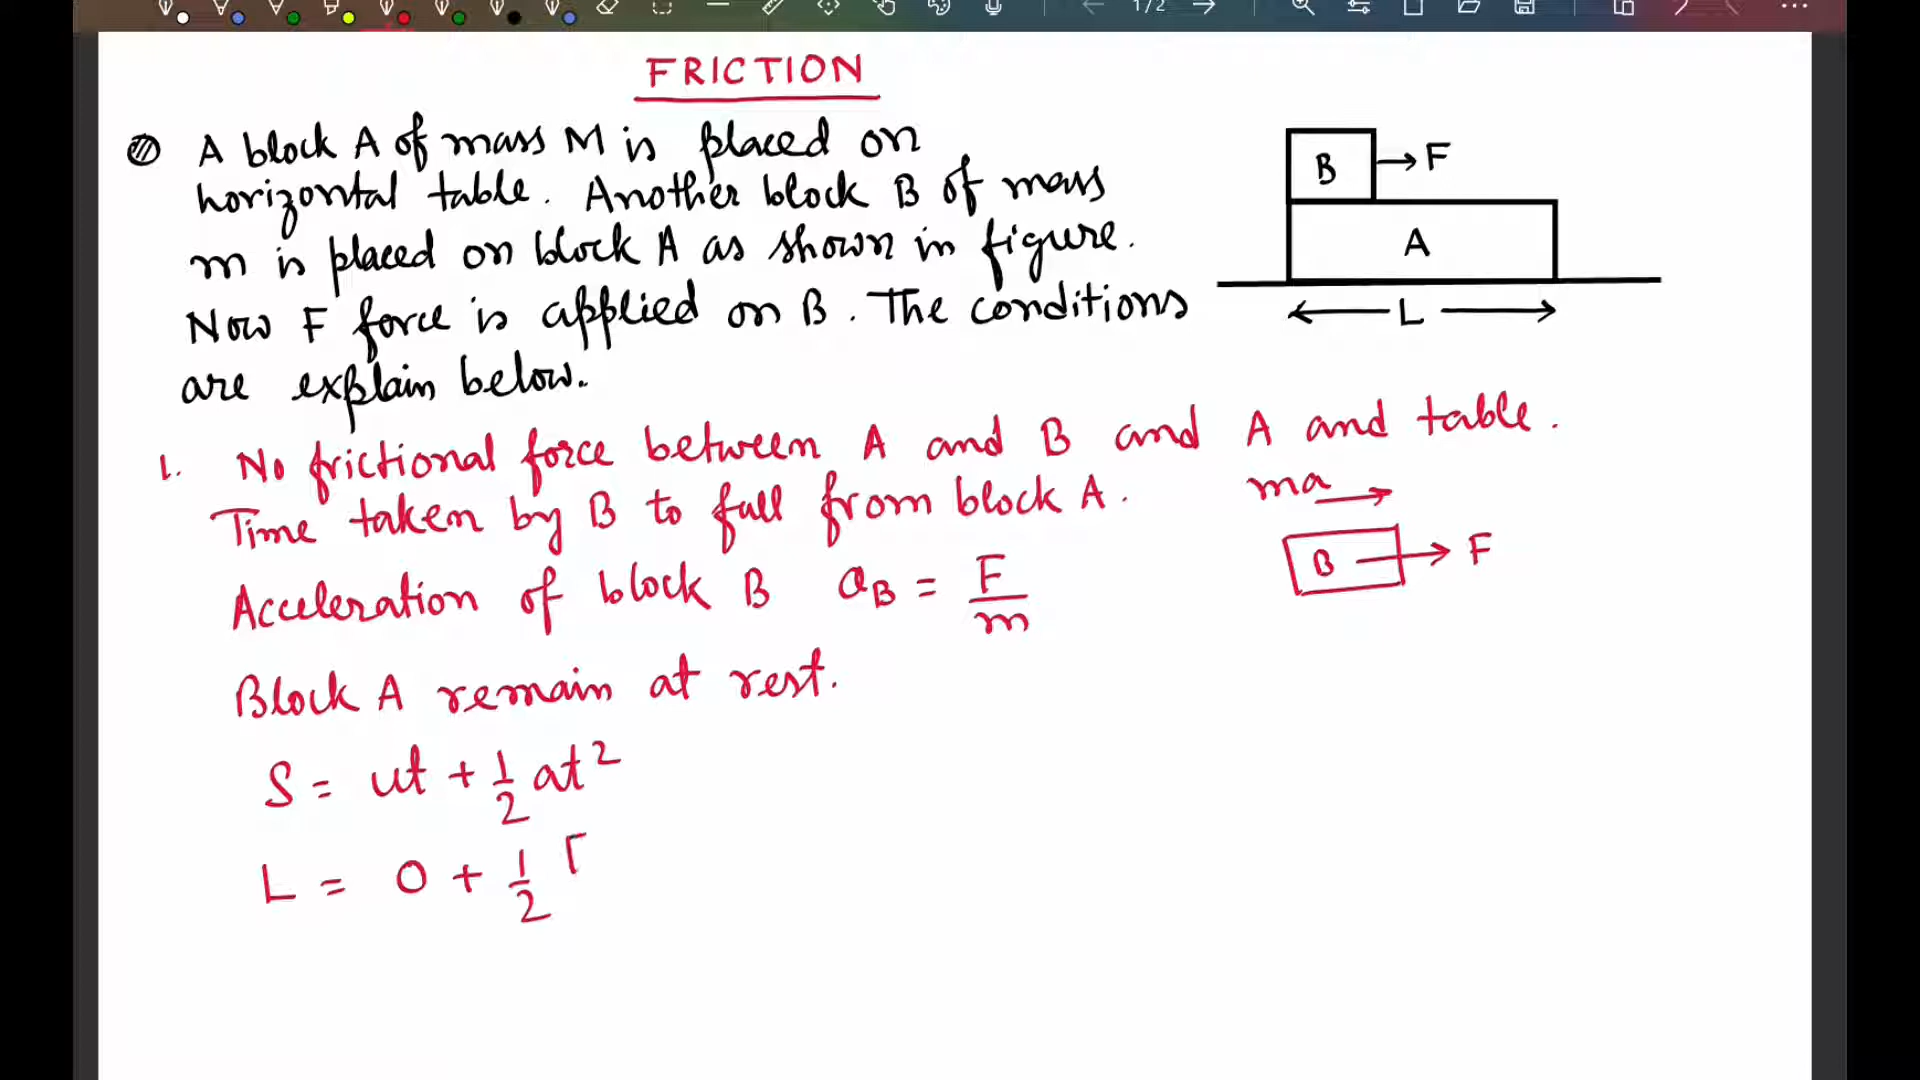 1/2
FRICTION
A block A of mass M is placed on
horizontal table. Another block B of mass
m is placed on block A as shown in figure.
Now F force is applied on B. The conditions
are explain below.
B → F
A
← L →
1. No frictional force between A and B and A and table.
Time taken by B to fall from block A.
ma →
B → F
Acceleration of block B a_B = F/m
Block A remain at rest.
S = ut + 1/2 at²
L = 0 + 1/2